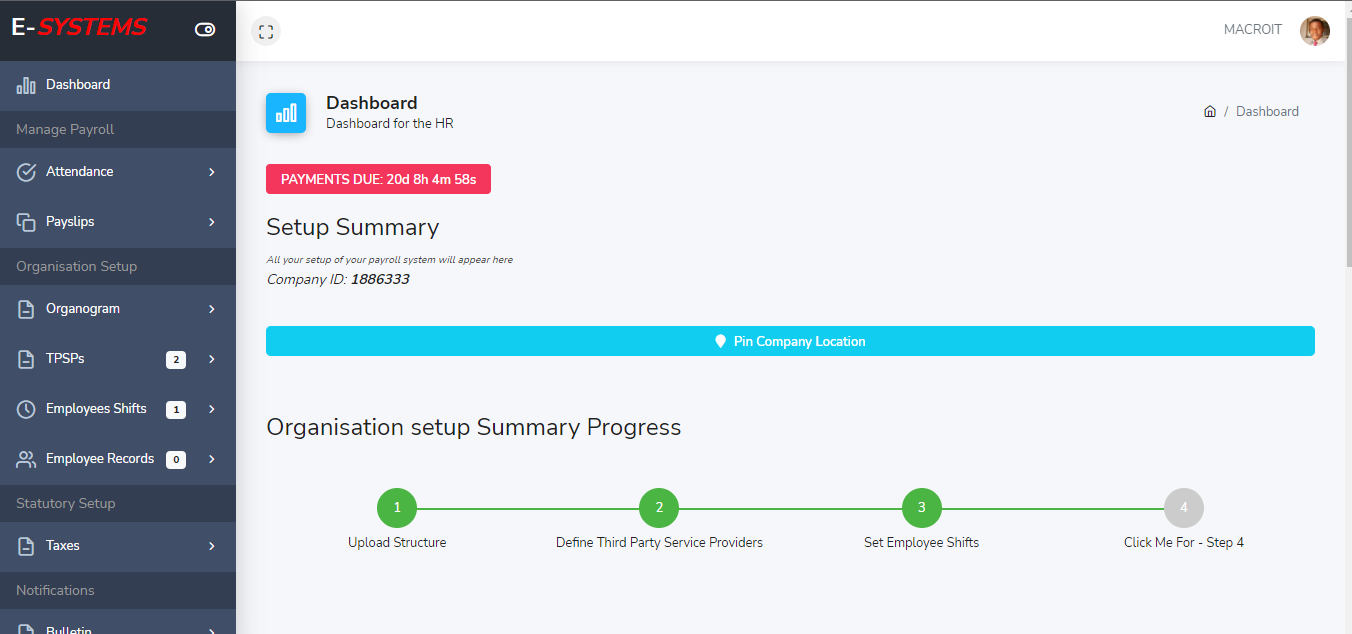 E-SYSTEMS
MACROIT
Dashboard
Manage Payroll
Attendance
Payslips
Organisation Setup
Organogram
TPSPs 2
Employees Shifts 1
Employee Records 0
Statutory Setup
Taxes
Notifications
Bulletin
Dashboard
Dashboard for the HR
/ Dashboard
PAYMENTS DUE: 20d 8h 4m 58s
Setup Summary
All your setup of your payroll system will appear here
Company ID: 1886333
Pin Company Location
Organisation setup Summary Progress
1 2 3 4
Upload Structure Define Third Party Service Providers Set Employee Shifts Click Me For - Step 4